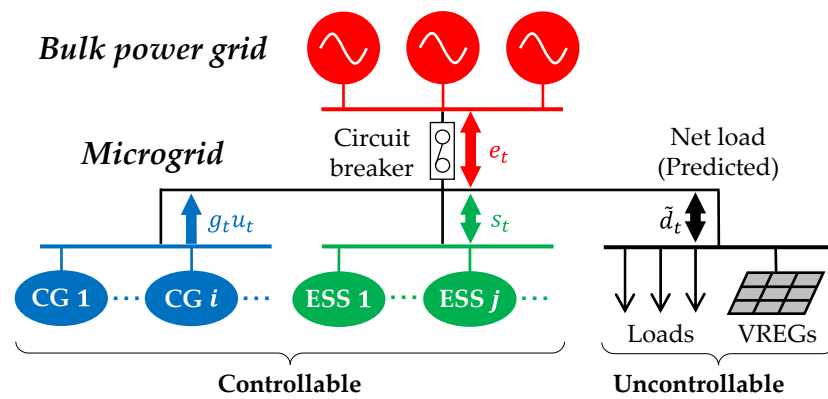 Bulk power grid
Microgrid
Circuit
breaker
e_t
Net load
(Predicted)
g_t u_t
s_t
d̃_t
CG 1 ··· CG i ···
ESS 1 ··· ESS j ···
Loads
VREGs
Controllable
Uncontrollable